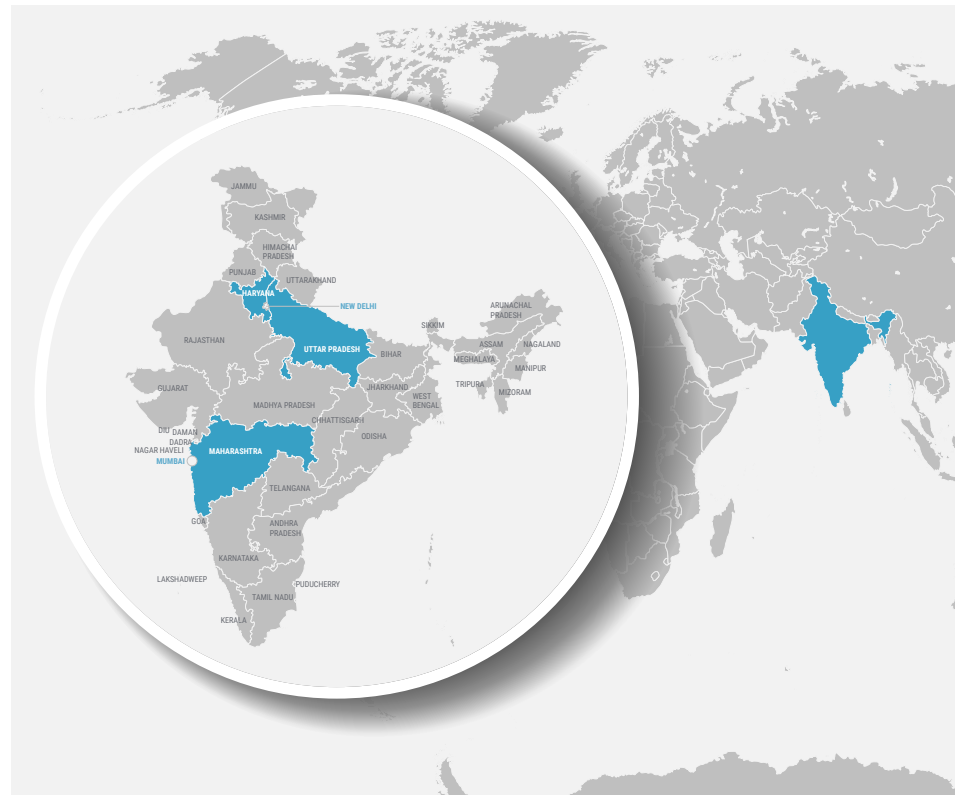 JAMMU
KASHMIR
HIMACHAL
PRADESH
PUNJAB
UTTARAKHAND
HARYANA
NEW DELHI
ARUNACHAL
PRADESH
SIKKIM
RAJASTHAN
UTTAR PRADESH
BIHAR
ASSAM
NAGALAND
MEGHALAYA
MANIPUR
GUJARAT
JHARKHAND
TRIPURA
MIZORAM
WEST
BENGAL
MADHYA PRADESH
CHHATTISGARH
DIU
DAMAN
DADRA
ODISHA
NAGAR HAVELI
MAHARASHTRA
MUMBAI
TELANGANA
GOA
ANDHRA
PRADESH
KARNATAKA
LAKSHADWEEP
PUDUCHERRY
TAMIL NADU
KERALA